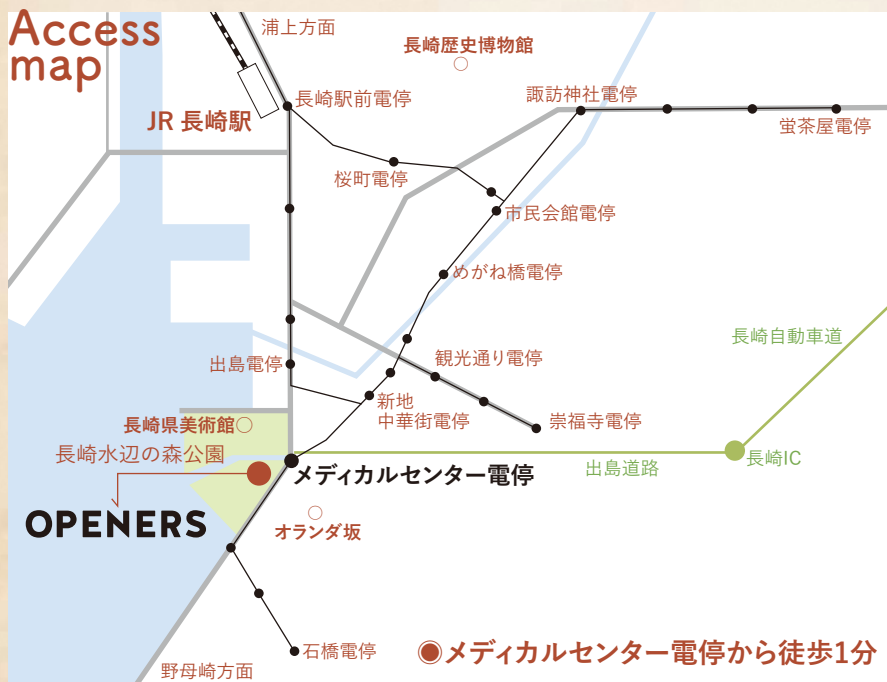 Access
map
浦上方面
長崎歴史博物館
長崎駅前電停
諏訪神社電停
JR 長崎駅
蛍茶屋電停
桜町電停
市民会館電停
めがね橋電停
長崎自動車道
出島電停
観光通り電停
新地
中華街電停
崇福寺電停
長崎県美術館
長崎水辺の森公園
メディカルセンター電停
出島道路
長崎IC
OPENERS
オランダ坂
石橋電停
野母崎方面
◉メディカルセンター電停から徒歩1分